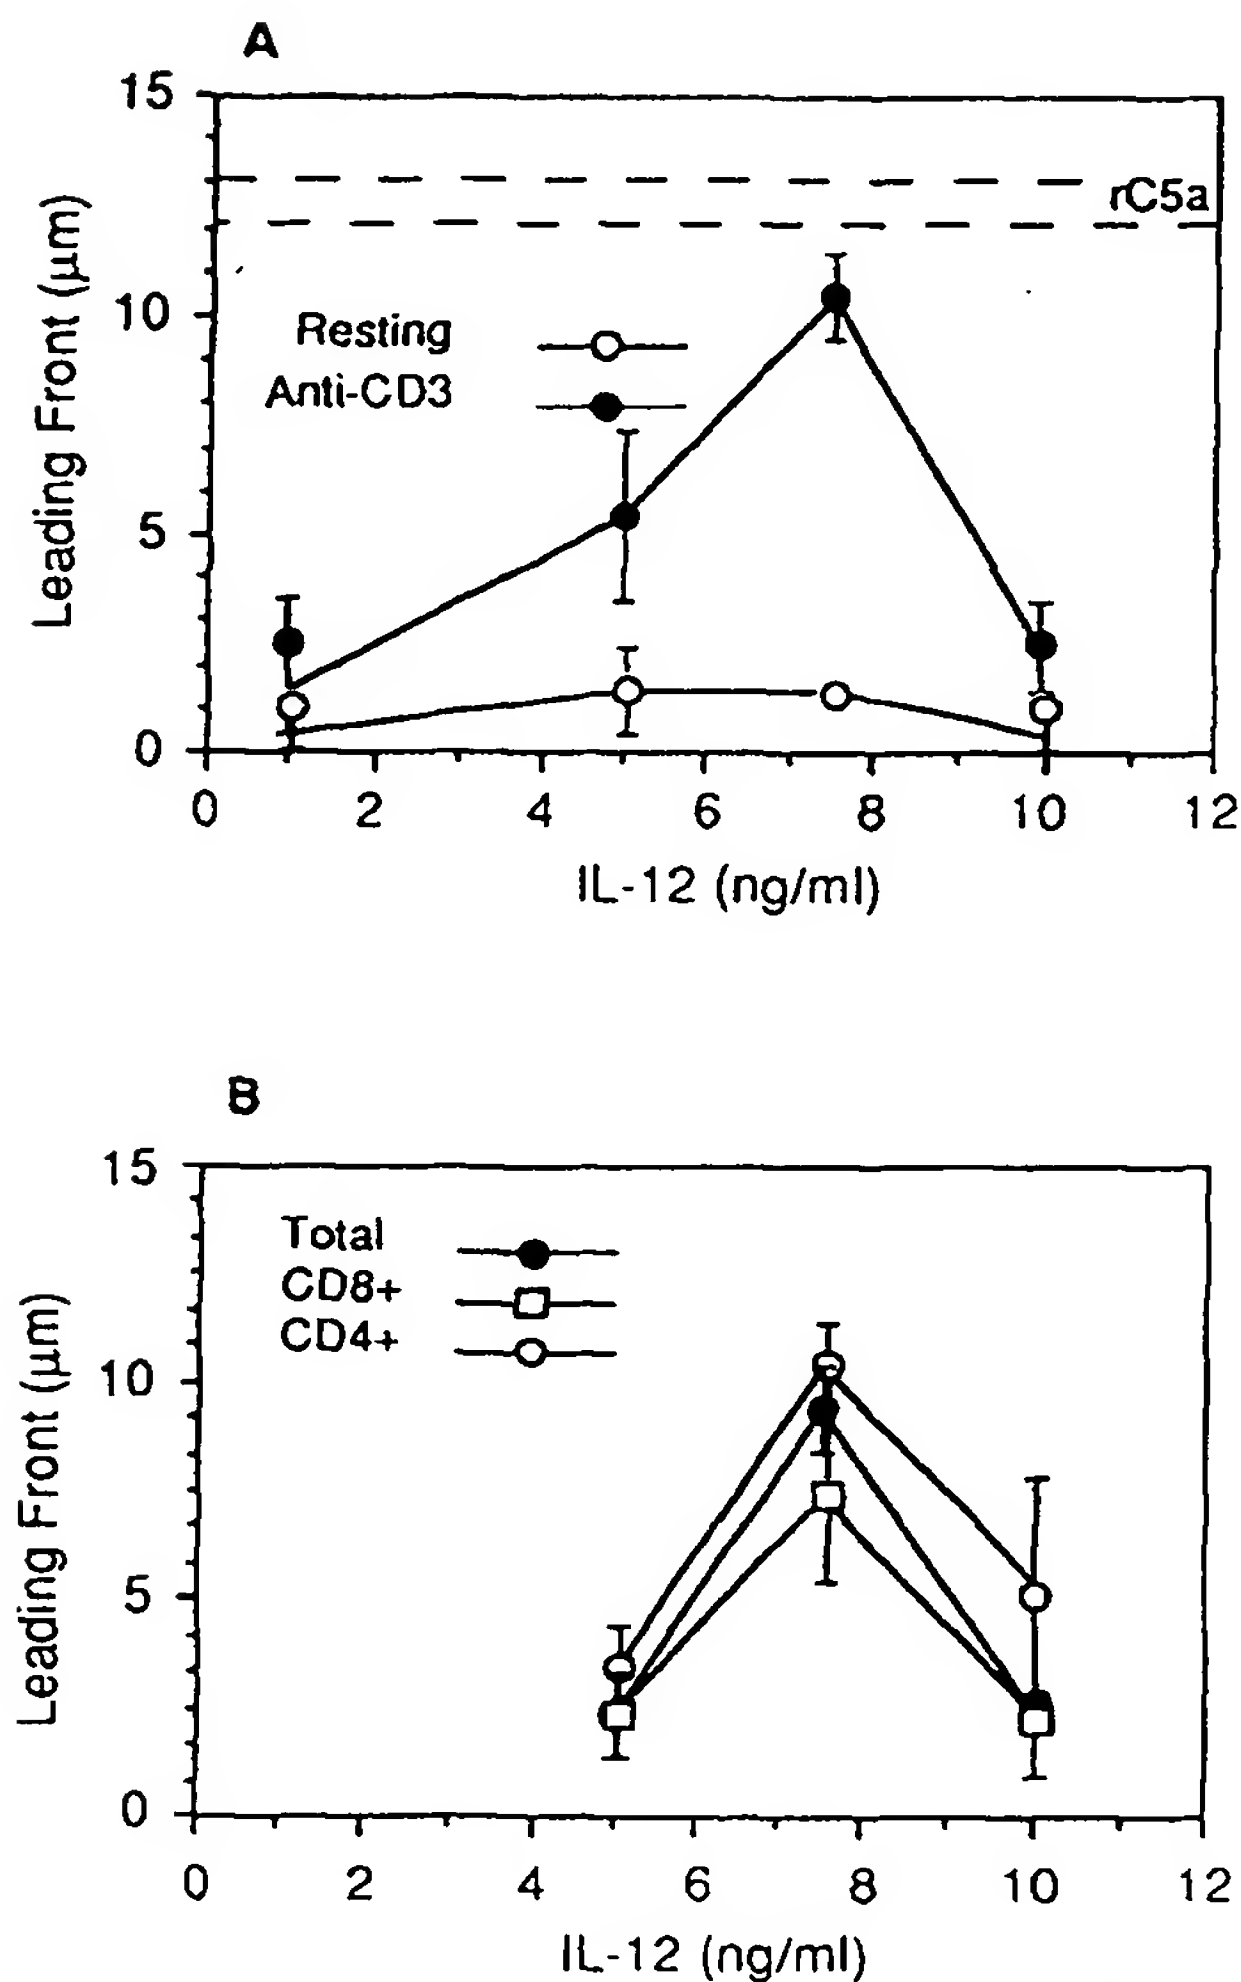 A
15
rC5a
10
Resting
Anti-CD3
5
0
Leading Front (μm)
0 2 4 6 8 10 12
IL-12 (ng/ml)
B
15
Total
CD8+
CD4+
10
5
0
Leading Front (μm)
0 2 4 6 8 10 12
IL-12 (ng/ml)